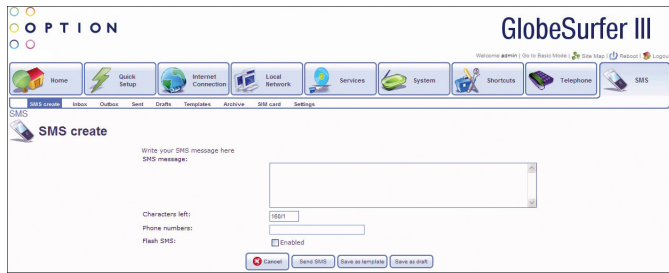 OPTION
GlobeSurfer III
Welcome admin | Go to Basic Mode | Site Map | Reboot | Logout
Home
Quick Setup
Internet Connection
Local Network
Services
System
Shortcuts
Telephone
SMS
SMS create Inbox Outbox Sent Drafts Templates Archive SIM card Settings
SMS
SMS create
Write your SMS message here
SMS message:
Characters left: 160/1
Phone numbers:
Flash SMS: Enabled
Cancel Send SMS Save as template Save as draft